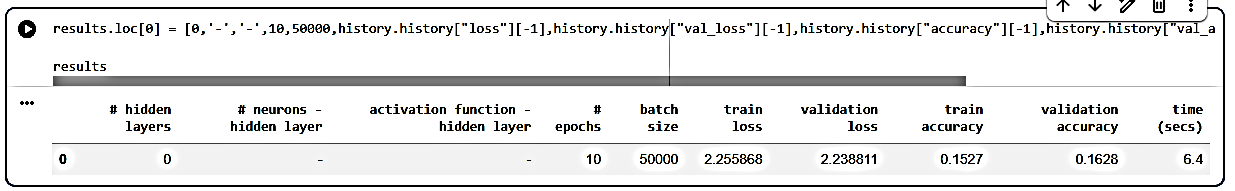 results.loc[0] = [0,'-','-',10,50000,history.history["loss"][-1],history.history["val_loss"][-1],history.history["accuracy"][-1],history.history["val_a
results
# hidden layers # neurons - hidden layer activation function - hidden layer # epochs batch size train loss validation loss train accuracy validation accuracy time (secs)
0 0 - - 10 50000 2.255868 2.238811 0.1527 0.1628 6.4